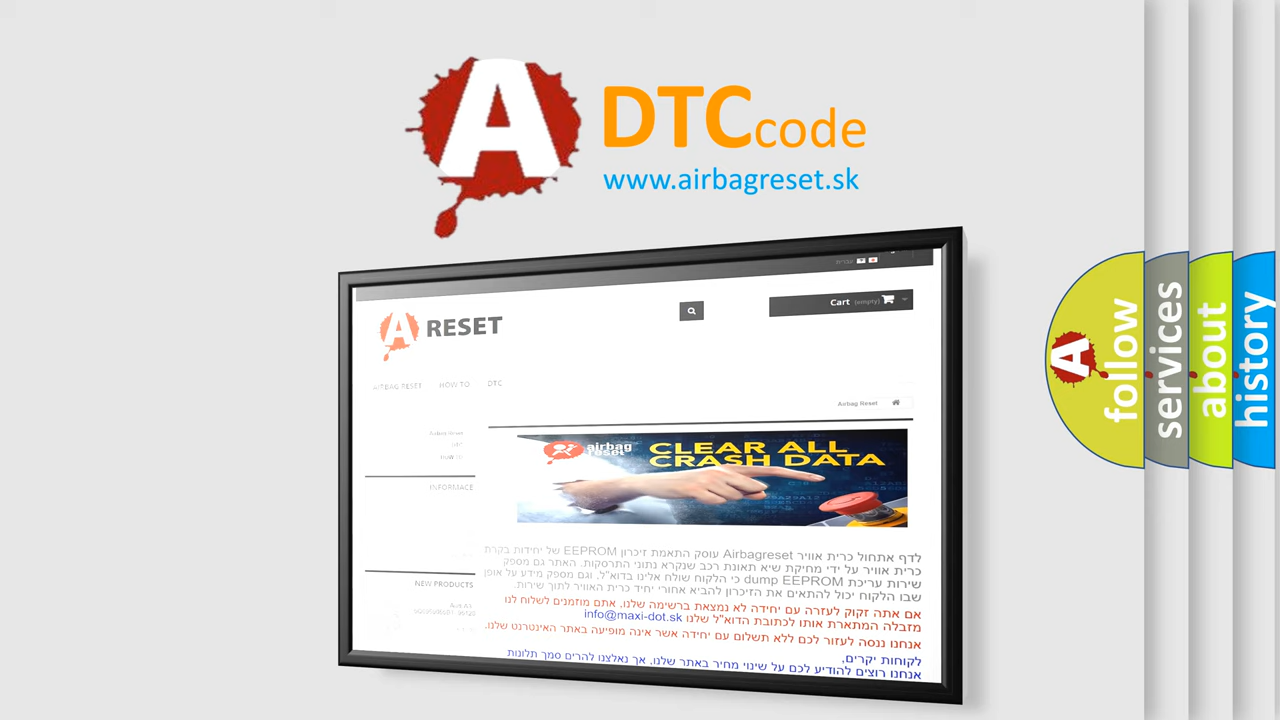 A
DTC code
www.airbagreset.sk
A RESET
Cart (empty)
AIRBAG RESET HOW TO DTC
Airbag Reset
Airbag Reset
airbag
reset
CLEAR ALL
CRASH DATA
INFORMACE
NEW PRODUCTS
לדף אתחול כרית אוויר Airbagreset עוסק התאמת זיכרון EEPROM של יחידות בקרת
כרית אוויר על ידי מחיקת שיא תאונת רכב שנקרא נתוני התרסקות. האתר גם מספק
שירות עריכת dump EEPROM כי הלקוח שולח אלינו בדוא"ל, וגם מספק מידע על אופן
שבו הלקוח יכול להתאים את הזיכרון להביא אחורי יחיד כרית האוויר לתוך שירות.
אם אתה זקוק לעזרה עם יחידה לא נמצאת ברשימה שלנו, אתם מוזמנים לשלוח לנו
מזבלה המתארת אותו לכתובת הדוא"ל שלנו info@maxi-dot.sk
אנחנו ננסה לעזור לכם ללא תשלום עם יחידה אשר אינה מופיעה באתר האינטרנט שלנו.
לקוחות יקרים,
אנחנו רוצים להודיע לכם על שינוי מחיר באתר שלנו, אך נאלצנו להרים סמך תלונות
A
follow
services
about
history